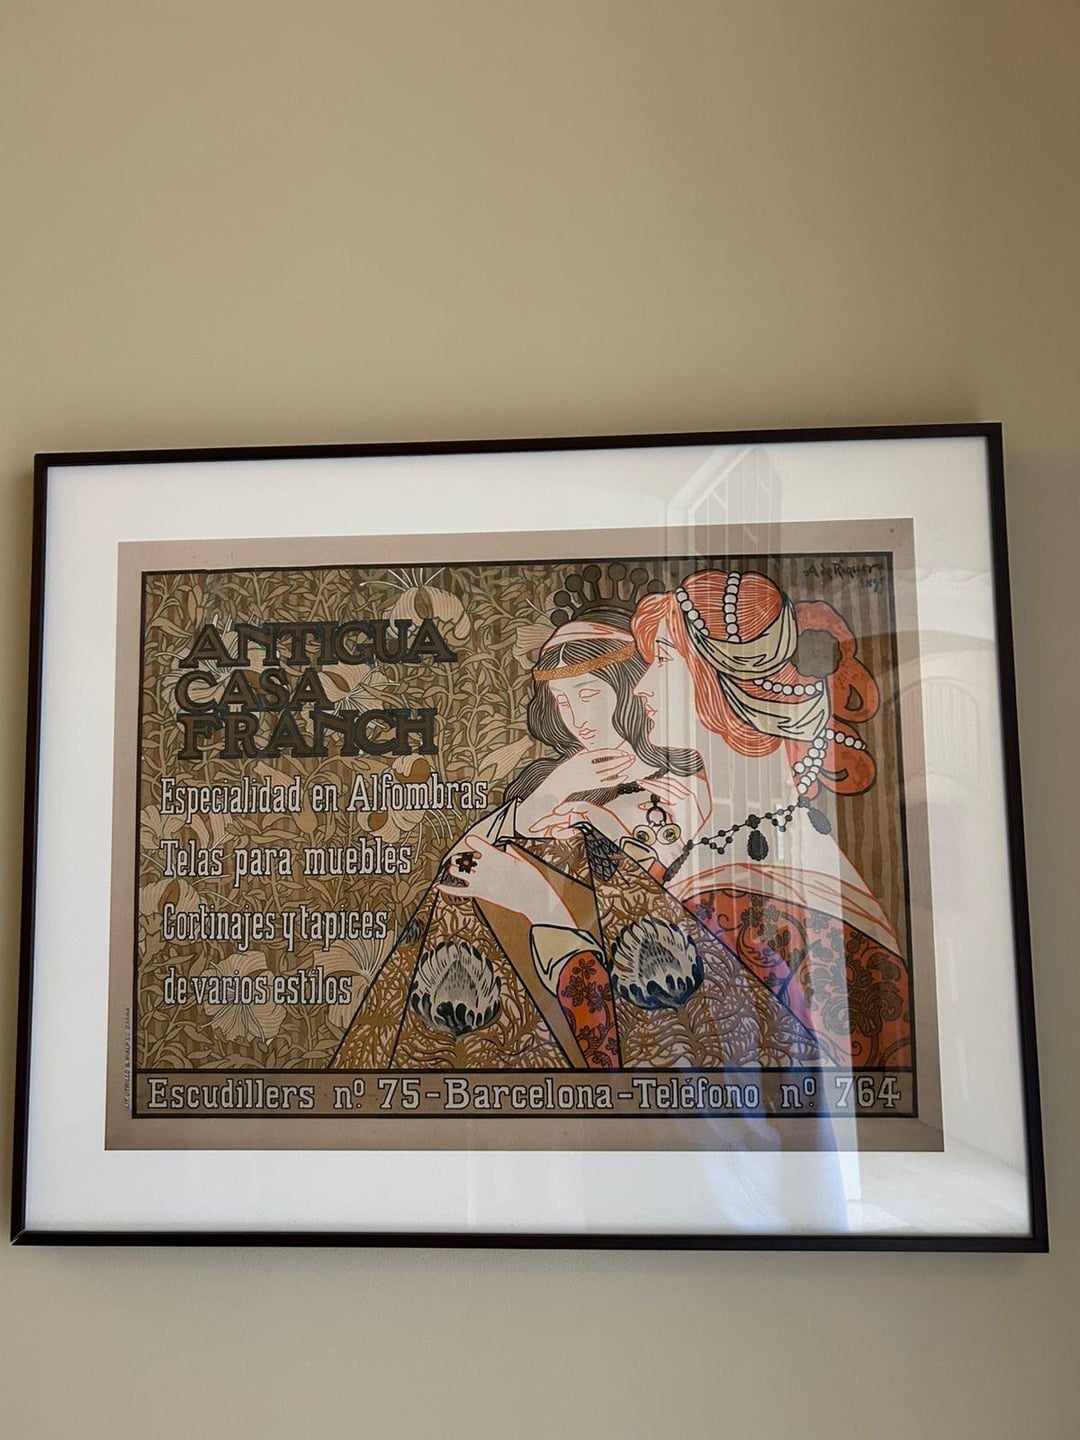 A de Riquer
ANTIGUA
CASA
FRANCH
Especialidad en Alfombras
Telas para muebles
Cortinajes y tapices
de varios estilos
Escudillers nº 75-Barcelona-Teléfono nº 764